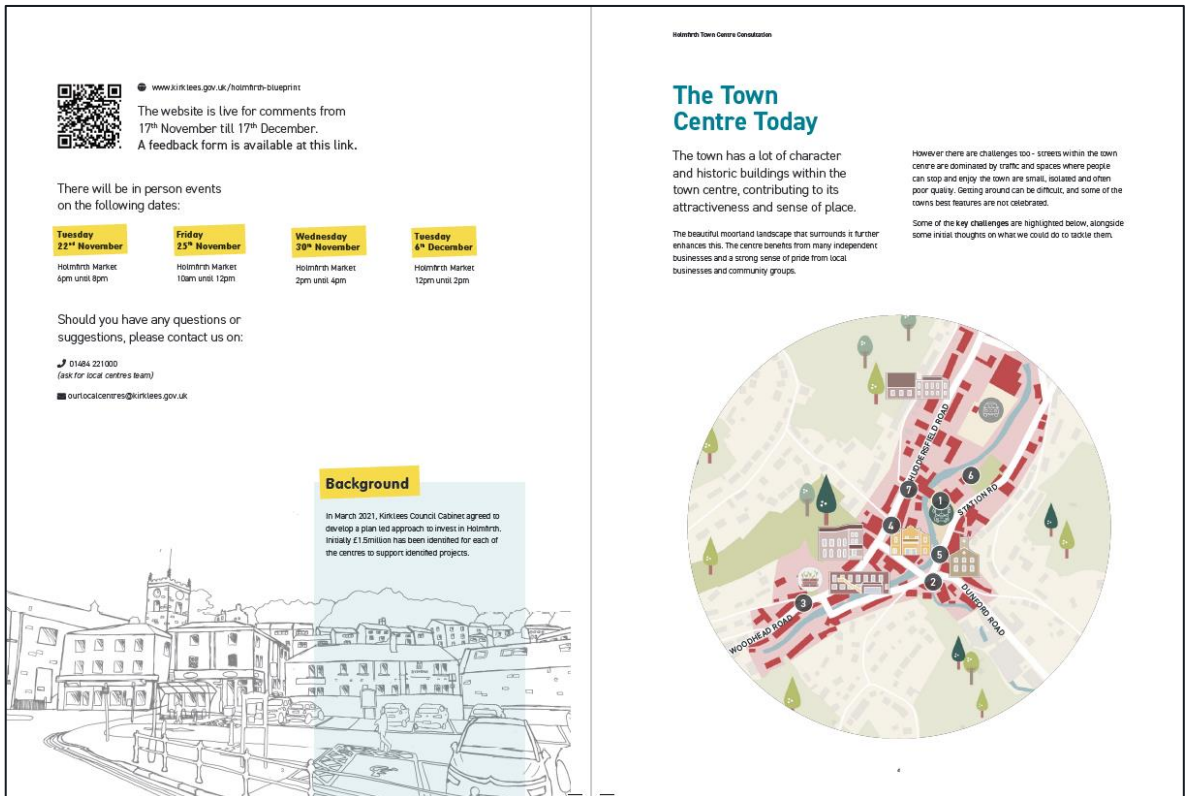 www.kirklees.gov.uk/holmfirth-blueprint
The website is live for comments from
17th November till 17th December.
A feedback form is available at this link.
There will be in person events
on the following dates:
Tuesday
22nd November
Holmfirth Market
6pm until 8pm
Friday
25th November
Holmfirth Market
10am until 12pm
Wednesday
30th November
Holmfirth Market
2pm until 4pm
Tuesday
6th December
Holmfirth Market
12pm until 2pm
Should you have any questions or
suggestions, please contact us on:
01484 221000
(ask for local centres team)
ourlocalcentres@kirklees.gov.uk
Background
In March 2021, Kirklees Council Cabinet agreed to
develop a plan led approach to invest in Holmfirth.
Initially £1.5million has been identified for each of
the centres to support identified projects.
Holmfirth Town Centre Consultation
The Town
Centre Today
The town has a lot of character
and historic buildings within the
town centre, contributing to its
attractiveness and sense of place.
The beautiful moorland landscape that surrounds it further
enhances this. The centre benefits from many independent
businesses and a strong sense of pride from local
businesses and community groups.
However there are challenges too - streets within the town
centre are dominated by traffic and spaces where people
can stop and enjoy the town are small, isolated and often
poor quality. Getting around can be difficult, and some of the
towns best features are not celebrated.
Some of the key challenges are highlighted below, alongside
some initial thoughts on what we could do to tackle them.
HUDDERSFIELD ROAD
6
7
1
STATION RD
4
5
2
3
DUNFORD ROAD
WOODHEAD ROAD